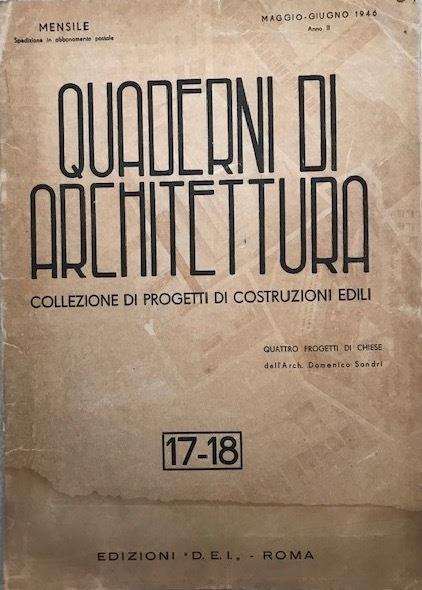 MENSILE
Spedizione in abbonamento postale
MAGGIO-GIUGNO 1946
Anno II
QUADERNI DI
ARCHITETTURA
COLLEZIONE DI PROGETTI DI COSTRUZIONI EDILI
QUATTRO PROGETTI DI CHIESE
dell'Arch. Domenico Sandri
17-18
EDIZIONI "D.E.I." - ROMA